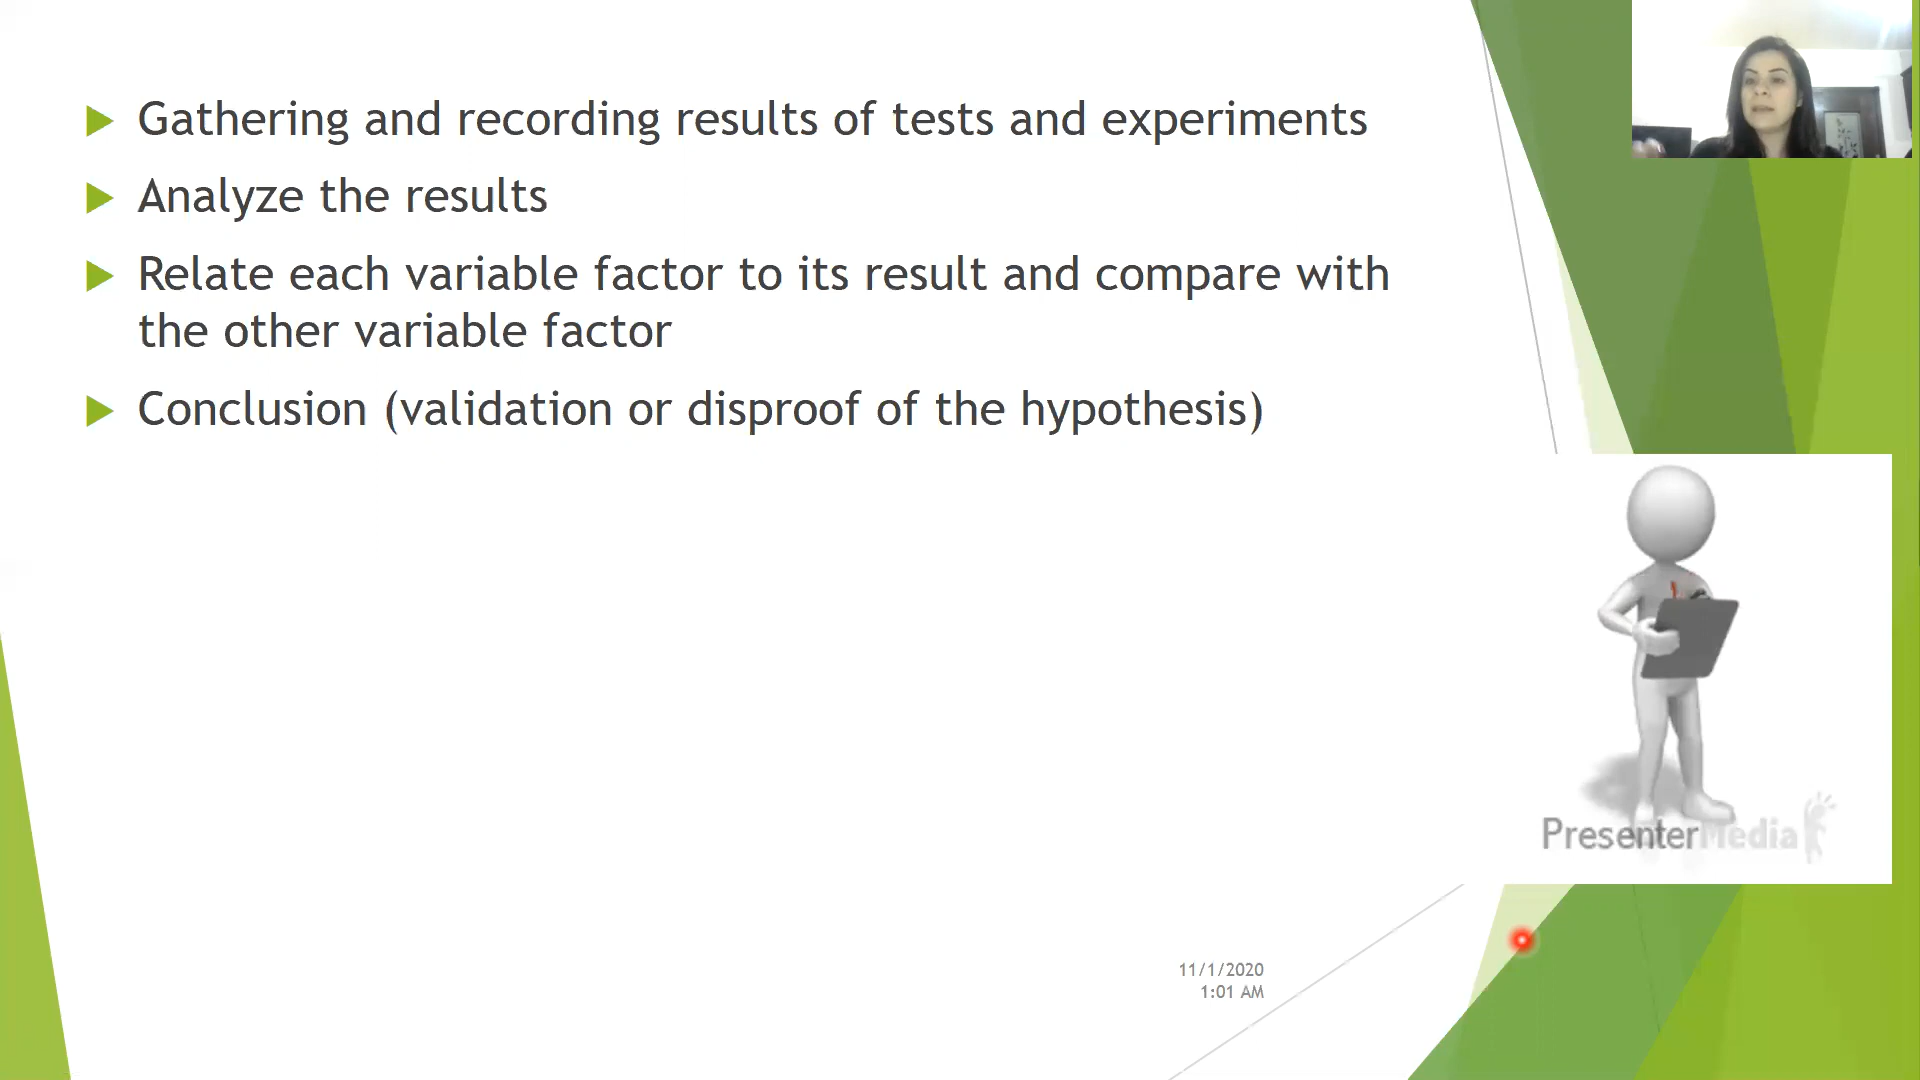 Gathering and recording results of tests and experiments
Analyze the results
Relate each variable factor to its result and compare with
the other variable factor
Conclusion (validation or disproof of the hypothesis)
PresenterMedia
11/1/2020
1:01 AM